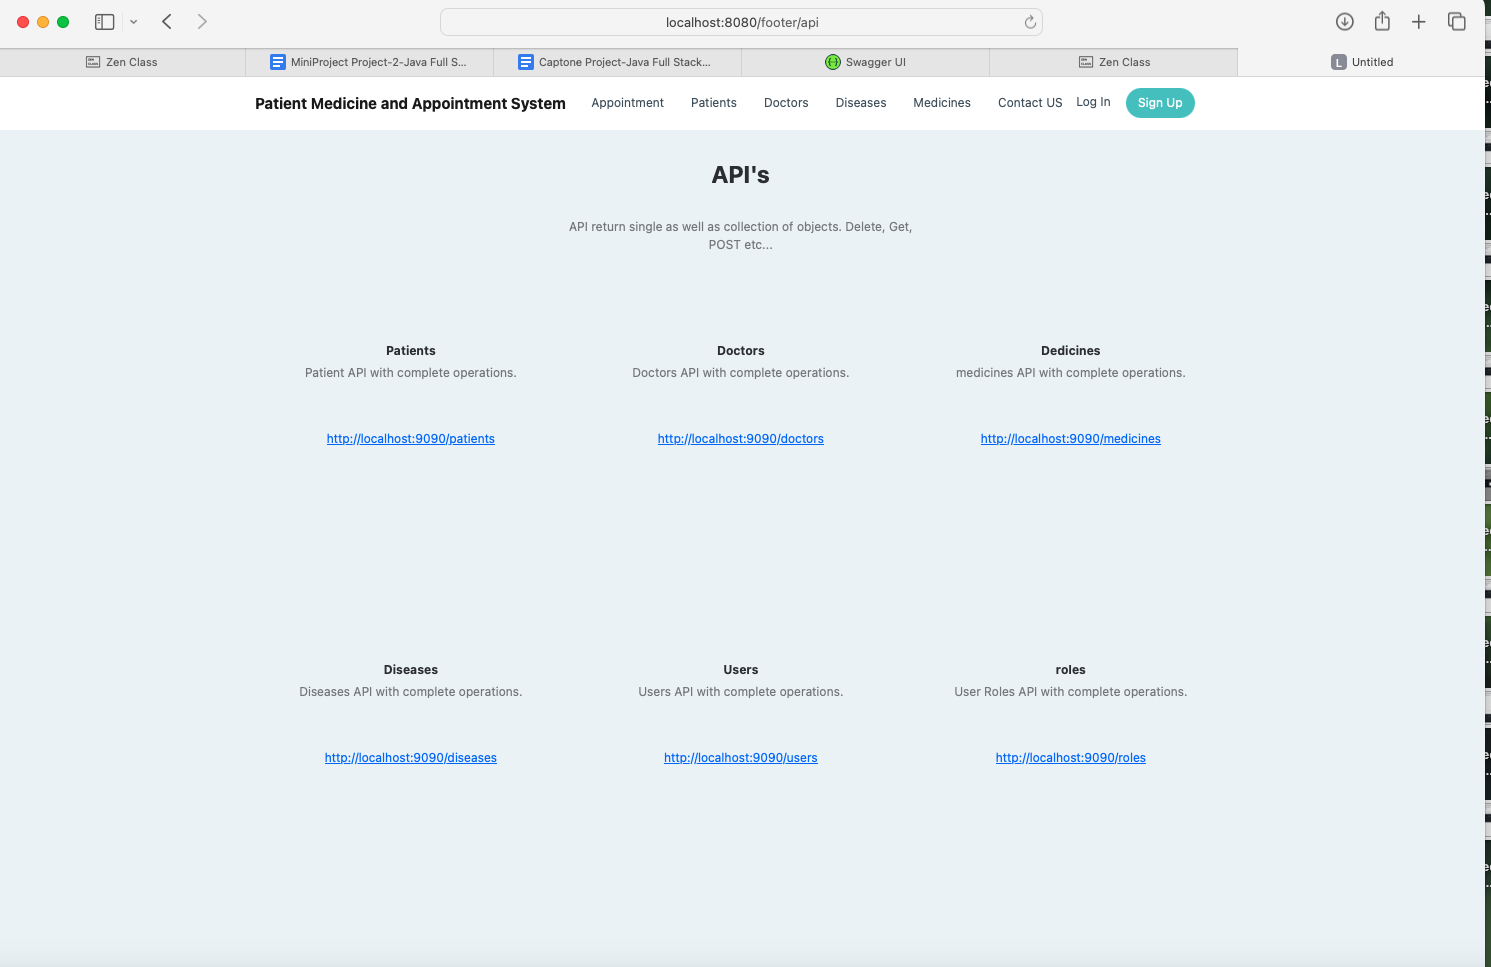 localhost:8080/footer/api
Zen Class
MiniProject Project-2-Java Full S...
Captone Project-Java Full Stack...
Swagger UI
Zen Class
L Untitled
Patient Medicine and Appointment System
Appointment
Patients
Doctors
Diseases
Medicines
Contact US
Log In
Sign Up
API's
API return single as well as collection of objects. Delete, Get,
POST etc...
Patients
Patient API with complete operations.
http://localhost:9090/patients
Doctors
Doctors API with complete operations.
http://localhost:9090/doctors
Dedicines
medicines API with complete operations.
http://localhost:9090/medicines
Diseases
Diseases API with complete operations.
http://localhost:9090/diseases
Users
Users API with complete operations.
http://localhost:9090/users
roles
User Roles API with complete operations.
http://localhost:9090/roles